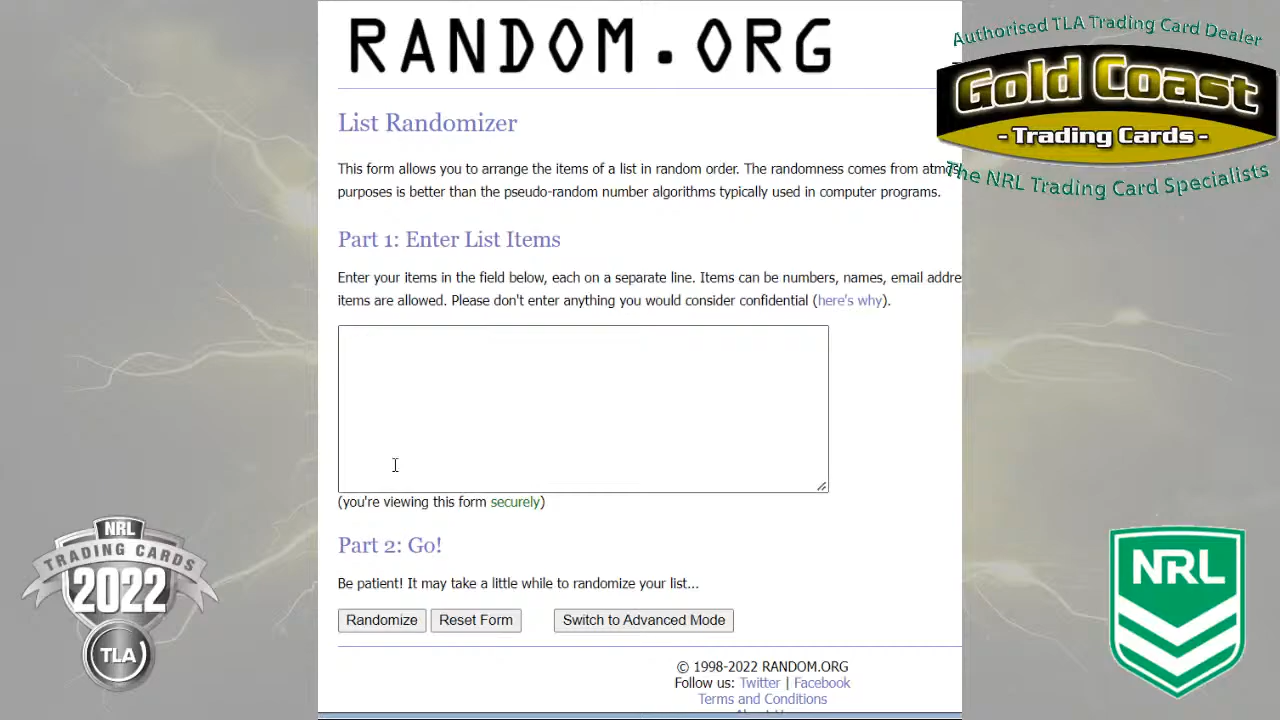 RANDOM.ORG
Authorised TLA Trading Card Dealer
Gold Coast
- Trading Cards -
The NRL Trading Card Specialists
List Randomizer
This form allows you to arrange the items of a list in random order. The randomness comes from
purposes is better than the pseudo-random number algorithms typically used in computer programs.
Part 1: Enter List Items
Enter your items in the field below, each on a separate line. Items can be numbers, names, email addre
items are allowed. Please don't enter anything you would consider confidential (here's why).
(you're viewing this form securely)
Part 2: Go!
Be patient! It may take a little while to randomize your list...
Randomize Reset Form Switch to Advanced Mode
© 1998-2022 RANDOM.ORG
Follow us: Twitter | Facebook
Terms and Conditions
NRL
TRADING CARDS
2022
TLA
NRL